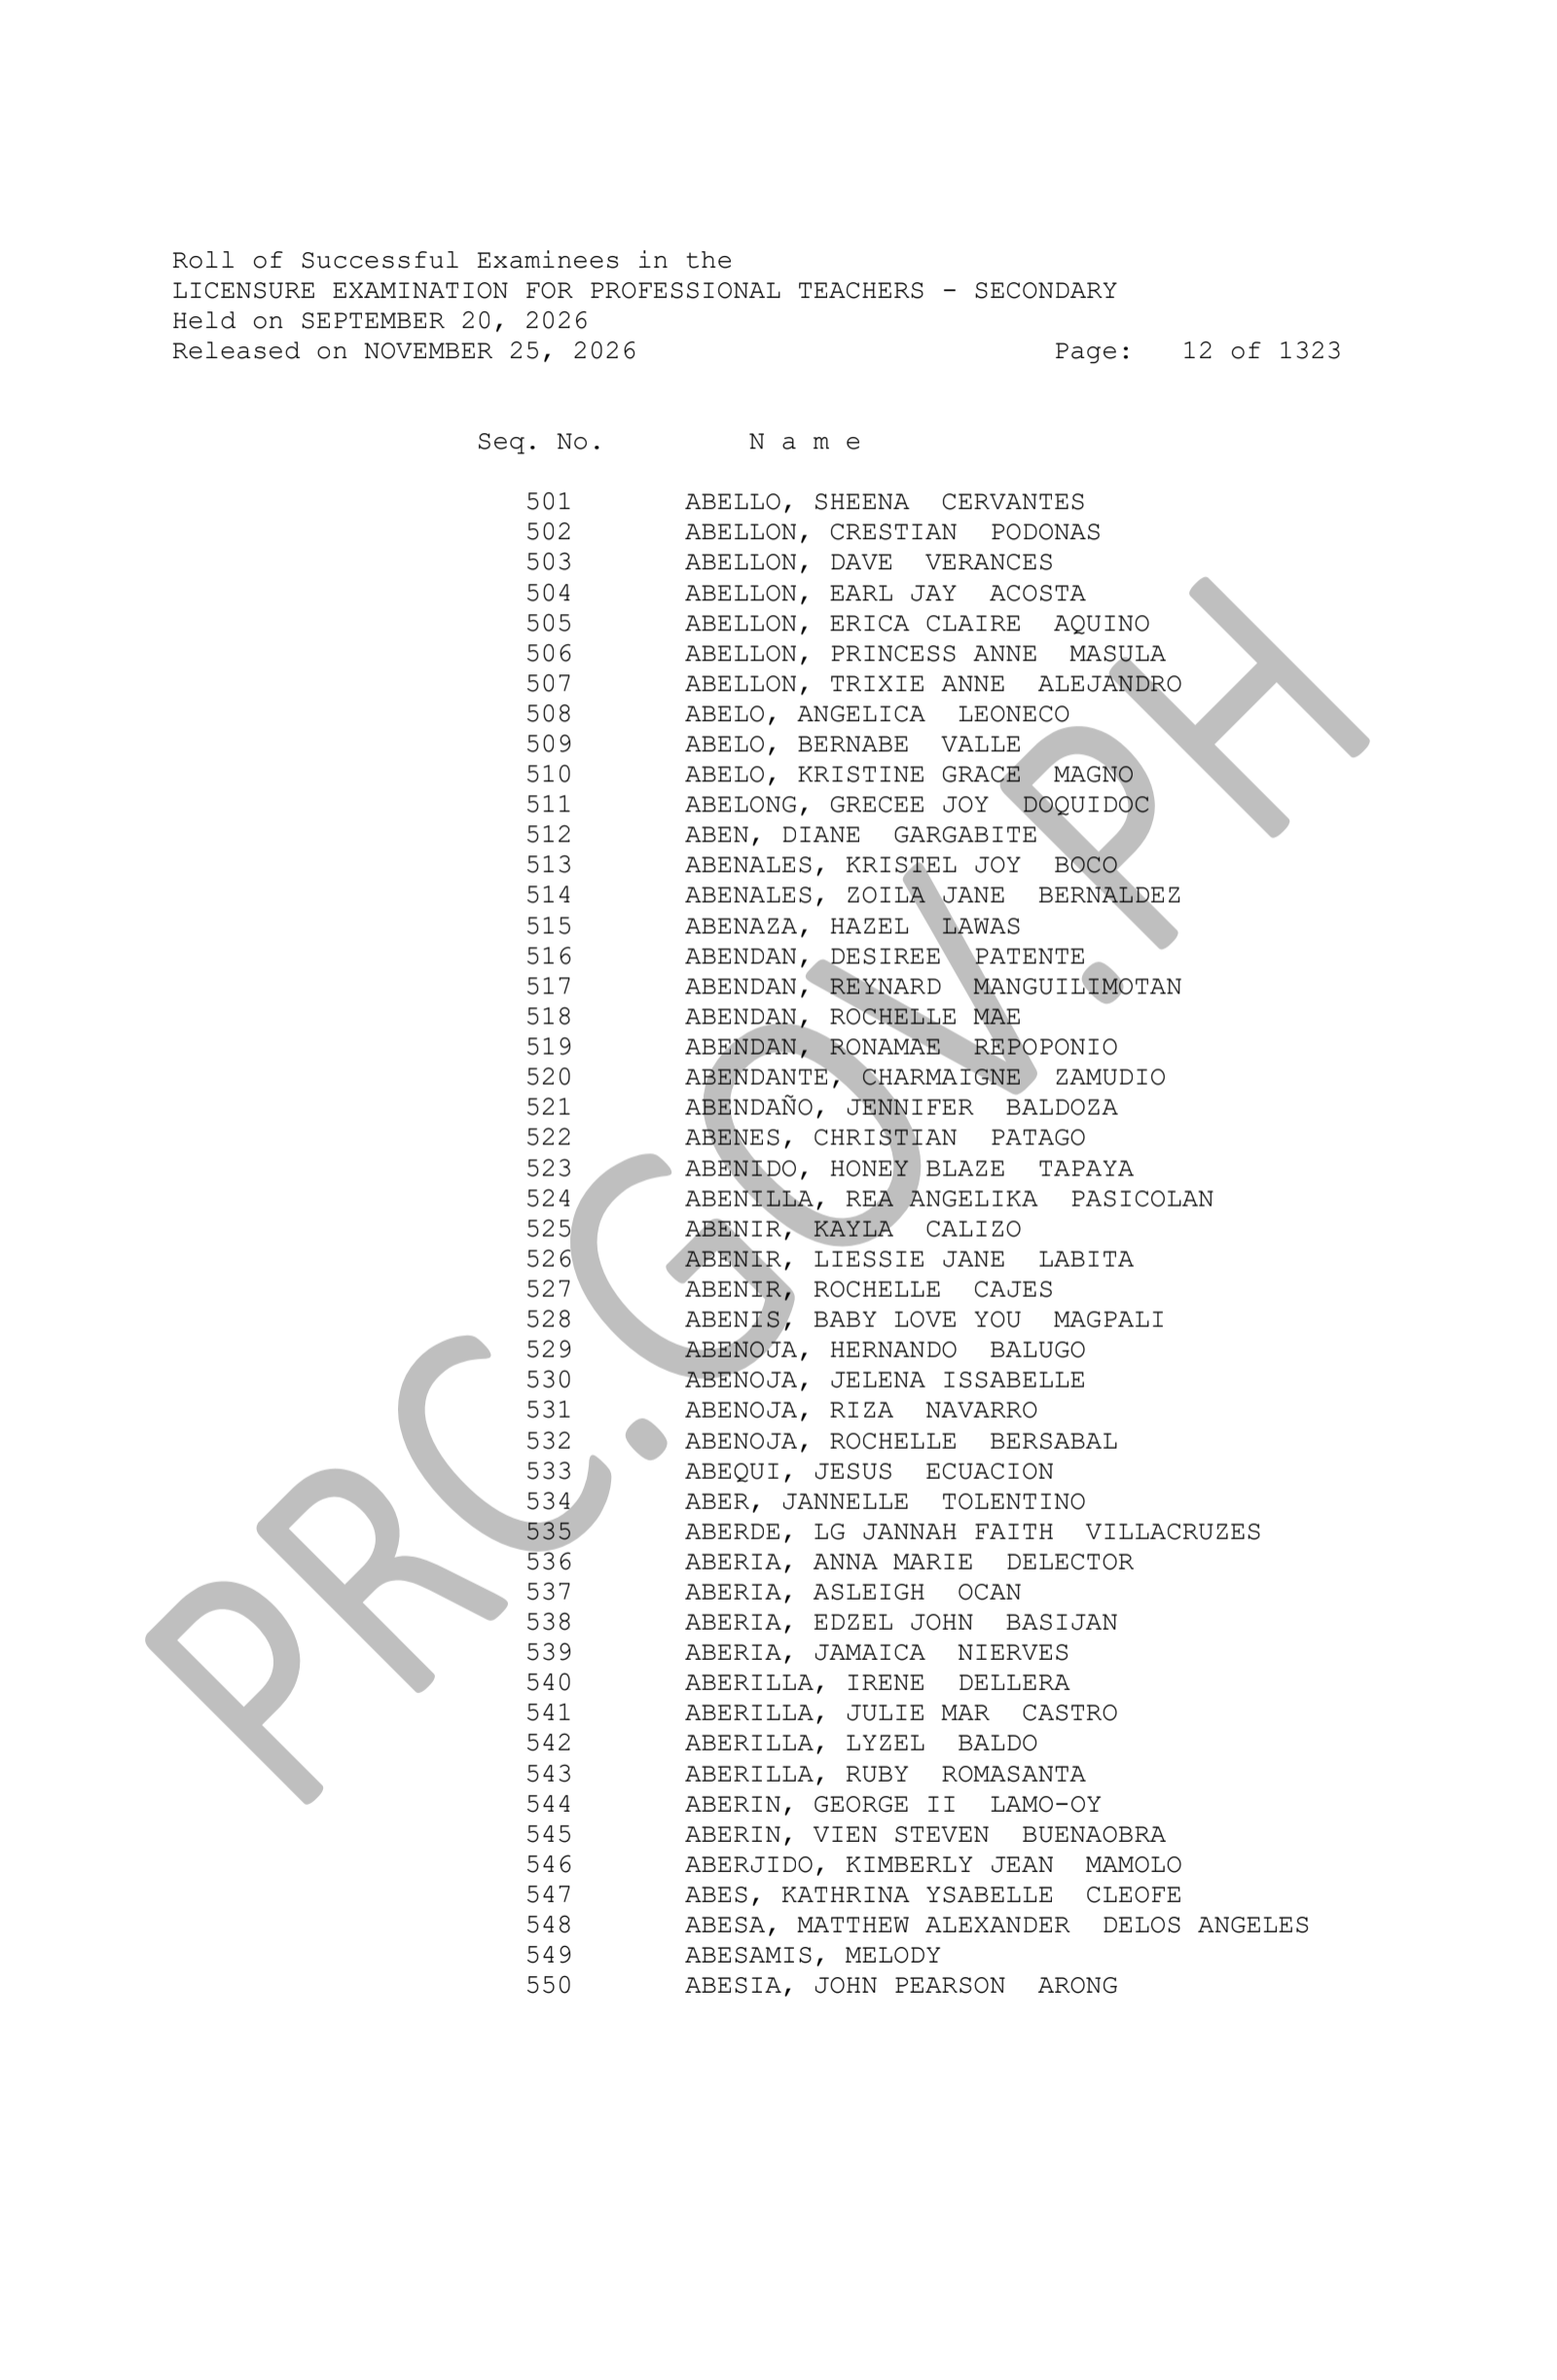 Roll of Successful Examinees in the
LICENSURE EXAMINATION FOR PROFESSIONAL TEACHERS - SECONDARY
Held on SEPTEMBER 20, 2026
Released on NOVEMBER 25, 2026 Page: 12 of 1323
Seq. No. N a m e
501 ABELLO, SHEENA CERVANTES
502 ABELLON, CRESTIAN PODONAS
503 ABELLON, DAVE VERANCES
504 ABELLON, EARL JAY ACOSTA
505 ABELLON, ERICA CLAIRE AQUINO
506 ABELLON, PRINCESS ANNE MASULA
507 ABELLON, TRIXIE ANNE ALEJANDRO
508 ABELO, ANGELICA LEONECO
509 ABELO, BERNABE VALLE
510 ABELO, KRISTINE GRACE MAGNO
511 ABELONG, GRECEE JOY DOQUIDOC
512 ABEN, DIANE GARGABITE
513 ABENALES, KRISTEL JOY BOCO
514 ABENALES, ZOILA JANE BERNALDEZ
515 ABENAZA, HAZEL LAWAS
516 ABENDAN, DESIREE PATENTE
517 ABENDAN, REYNARD MANGUILIMOTAN
518 ABENDAN, ROCHELLE MAE
519 ABENDAN, RONAMAE REPOPONIO
520 ABENDANTE, CHARMAIGNE ZAMUDIO
521 ABENDAÑO, JENNIFER BALDOZA
522 ABENES, CHRISTIAN PATAGO
523 ABENIDO, HONEY BLAZE TAPAYA
524 ABENILLA, REA ANGELIKA PASICOLAN
525 ABENIR, KAYLA CALIZO
526 ABENIR, LIESSIE JANE LABITA
527 ABENIR, ROCHELLE CAJES
528 ABENIS, BABY LOVE YOU MAGPALI
529 ABENOJA, HERNANDO BALUGO
530 ABENOJA, JELENA ISSABELLE
531 ABENOJA, RIZA NAVARRO
532 ABENOJA, ROCHELLE BERSABAL
533 ABEQUI, JESUS ECUACION
534 ABER, JANNELLE TOLENTINO
535 ABERDE, LG JANNAH FAITH VILLACRUZES
536 ABERIA, ANNA MARIE DELECTOR
537 ABERIA, ASLEIGH OCAN
538 ABERIA, EDZEL JOHN BASIJAN
539 ABERIA, JAMAICA NIERVES
540 ABERILLA, IRENE DELLERA
541 ABERILLA, JULIE MAR CASTRO
542 ABERILLA, LYZEL BALDO
543 ABERILLA, RUBY ROMASANTA
544 ABERIN, GEORGE II LAMO-OY
545 ABERIN, VIEN STEVEN BUENAOBRA
546 ABERJIDO, KIMBERLY JEAN MAMOLO
547 ABES, KATHRINA YSABELLE CLEOFE
548 ABESA, MATTHEW ALEXANDER DELOS ANGELES
549 ABESAMIS, MELODY
550 ABESIA, JOHN PEARSON ARONG
PRC.GOV.PH